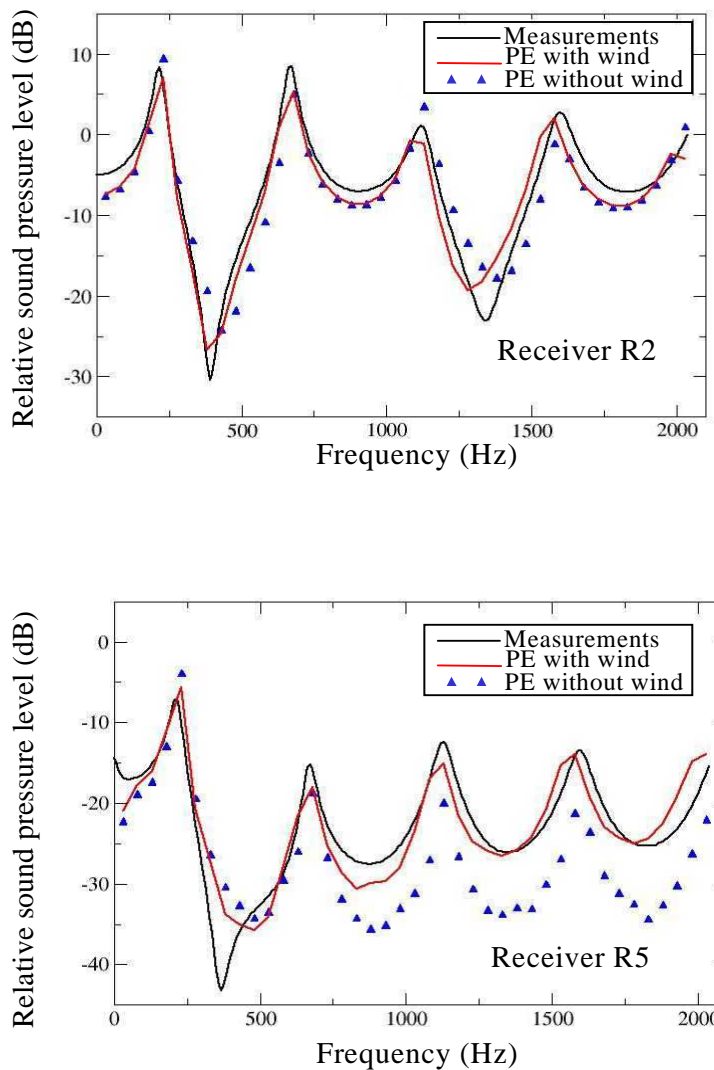 Relative sound pressure level (dB)
10
0
-10
-20
-30
Measurements
PE with wind
PE without wind
Receiver R2
0
500
1000
1500
2000
Frequency (Hz)
Relative sound pressure level (dB)
0
-10
-20
-30
-40
Measurements
PE with wind
PE without wind
Receiver R5
0
500
1000
1500
2000
Frequency (Hz)